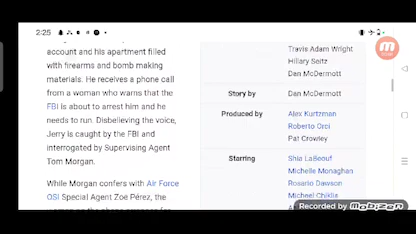 2:25
account and his apartment filled
with firearms and bomb making
materials. He receives a phone call
from a woman who warns that the
FBI is about to arrest him and he
needs to run. Disbelieving the voice,
Jerry is caught by the FBI and
interrogated by Supervising Agent
Tom Morgan.
While Morgan confers with Air Force
OSI Special Agent Zoe Pérez, the
Travis Adam Wright
Hillary Seitz
Dan McDermott
Story by
Dan McDermott
Produced by
Alex Kurtzman
Roberto Orci
Pat Crowley
Starring
Shia LaBeouf
Michelle Monaghan
Rosario Dawson
Michael Chiklis
Recorded by Mobizen